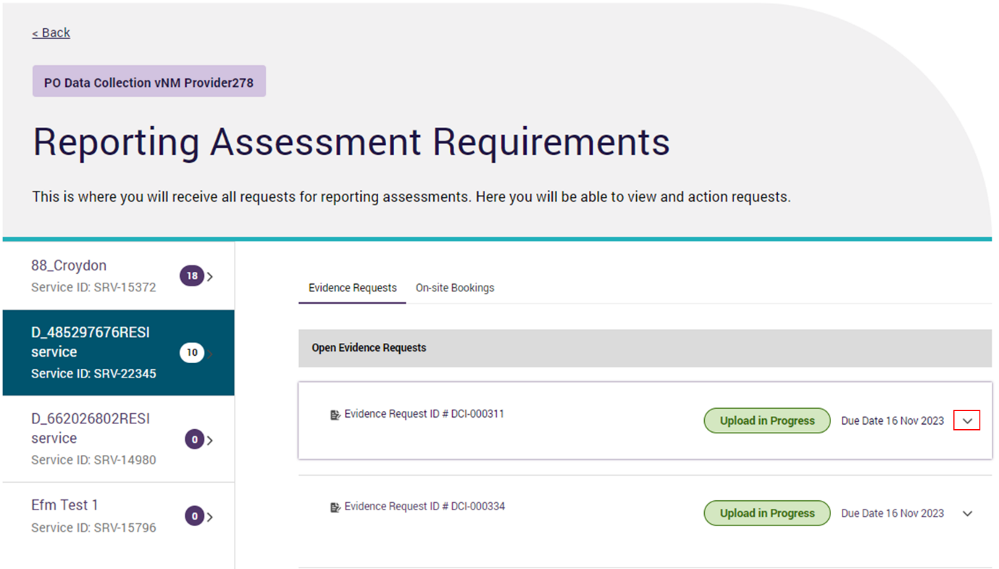 < Back
PO Data Collection vNM Provider278
Reporting Assessment Requirements
This is where you will receive all requests for reporting assessments. Here you will be able to view and action requests.
88_Croydon
Service ID: SRV-15372
18
D_485297676RESI
service
Service ID: SRV-22345
10
D_662026802RESI
service
Service ID: SRV-14980
0
Efm Test 1
Service ID: SRV-15796
0
Evidence Requests On-site Bookings
Open Evidence Requests
Evidence Request ID # DCI-000311 Upload in Progress Due Date 16 Nov 2023
Evidence Request ID # DCI-000334 Upload in Progress Due Date 16 Nov 2023